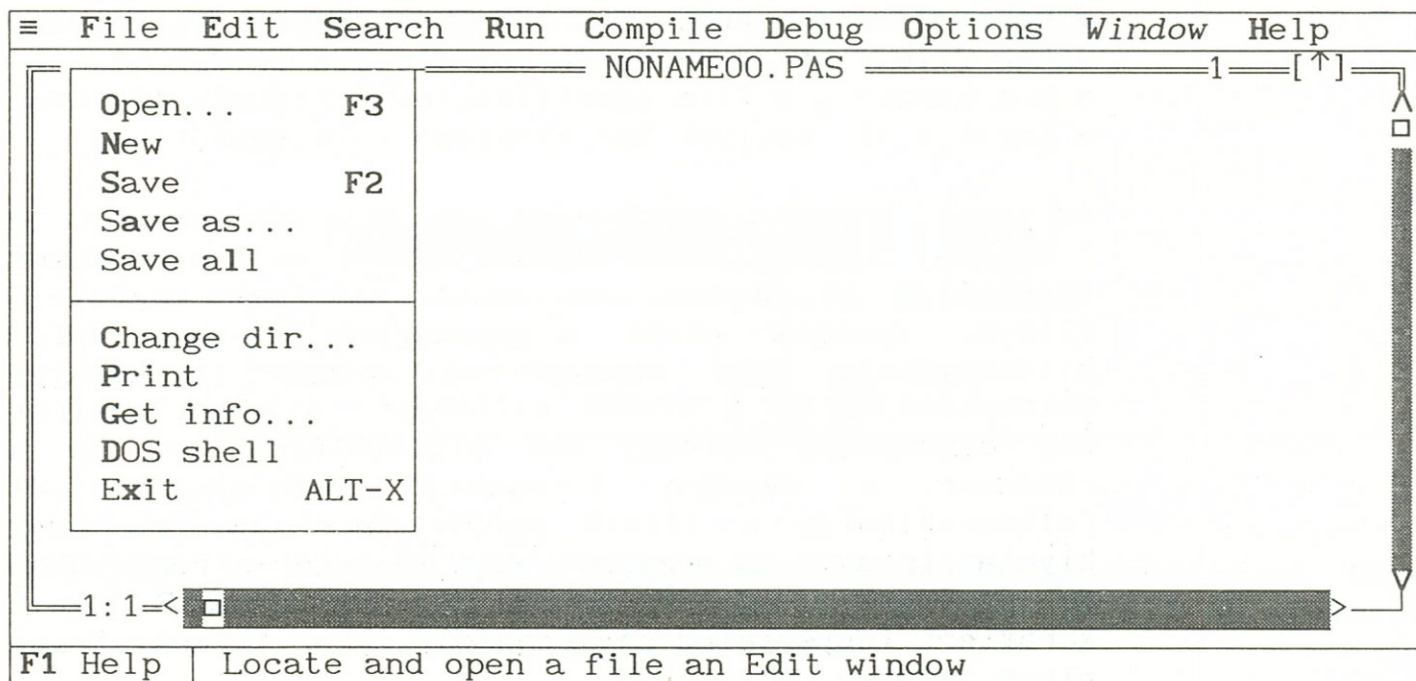 ≡ File Edit Search Run Compile Debug Options Window Help
NONAME00.PAS 1 [↑]
Open... F3
New
Save F2
Save as...
Save all
Change dir...
Print
Get info...
DOS shell
Exit ALT-X
1:1
F1 Help | Locate and open a file an Edit window